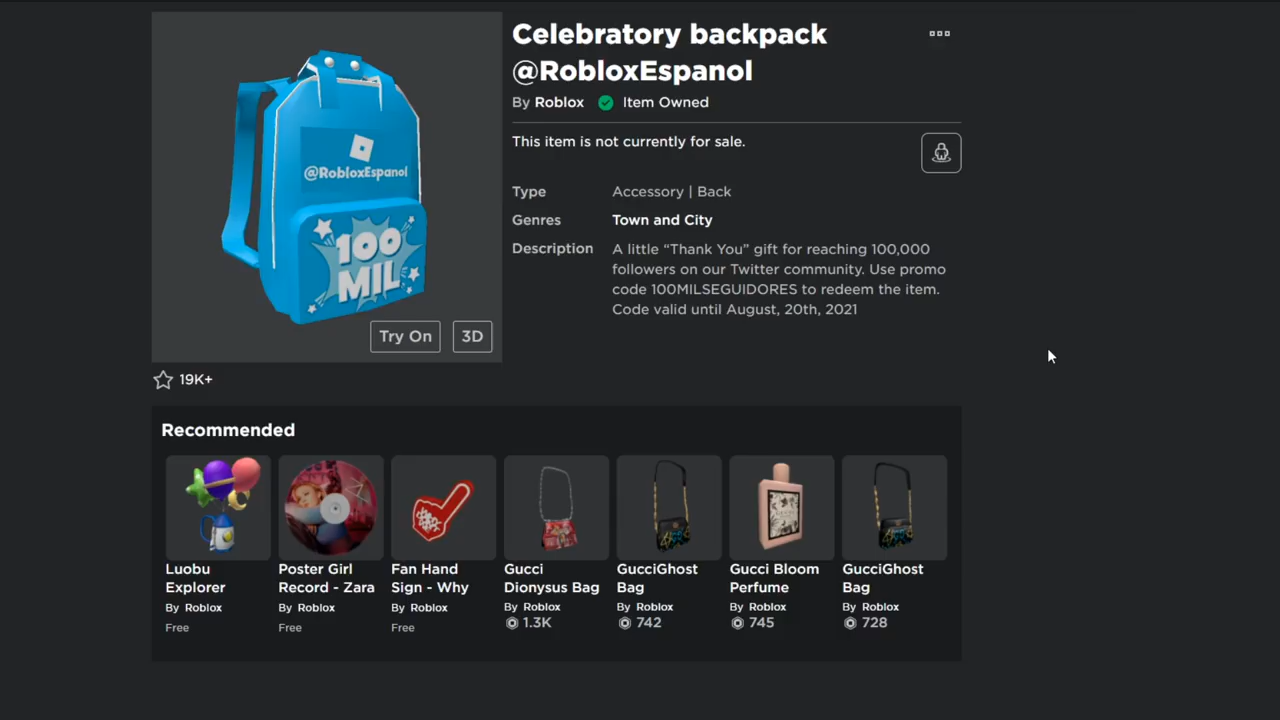 Celebratory backpack
@RobloxEspanol
By Roblox Item Owned
This item is not currently for sale.
Type Accessory | Back
Genres Town and City
Description A little “Thank You” gift for reaching 100,000
followers on our Twitter community. Use promo
code 100MILSEGUIDORES to redeem the item.
Code valid until August, 20th, 2021
@RobloxEspanol
100
MIL
Try On 3D
19K+
Recommended
Luobu
Explorer
By Roblox
Free
Poster Girl
Record - Zara
By Roblox
Free
Fan Hand
Sign - Why
By Roblox
Free
Gucci
Dionysus Bag
By Roblox
1.3K
GucciGhost
Bag
By Roblox
742
Gucci Bloom
Perfume
By Roblox
745
GucciGhost
Bag
By Roblox
728